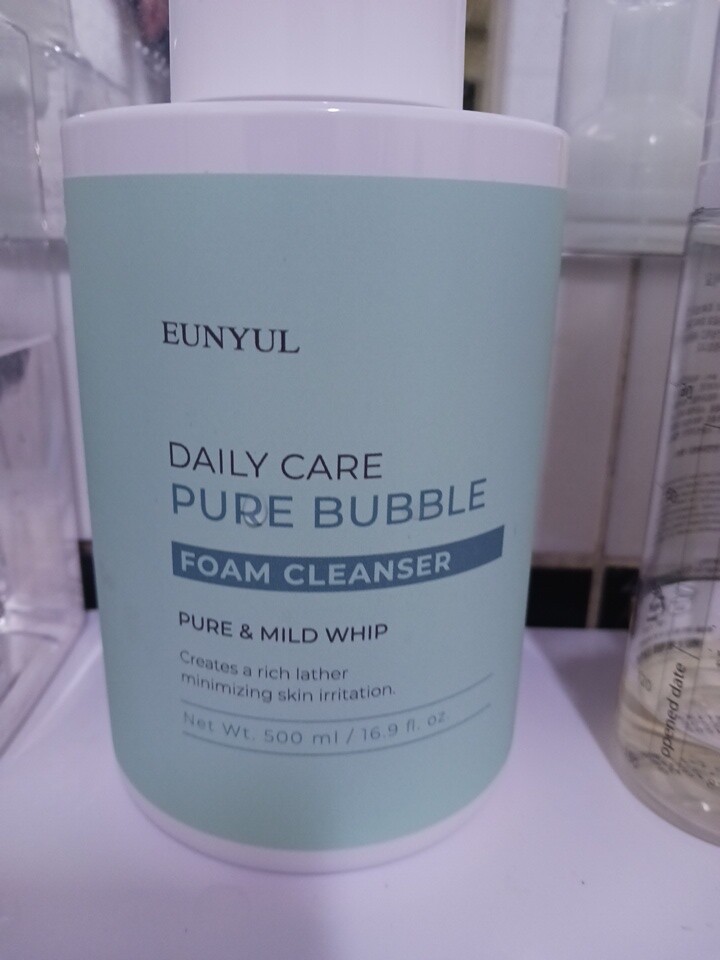 EUNYUL
DAILY CARE
PURE BUBBLE
FOAM CLEANSER
PURE & MILD WHIP
Creates a rich lather
minimizing skin irritation.
Net Wt. 500 ml / 16.9 fl. oz.
opened date